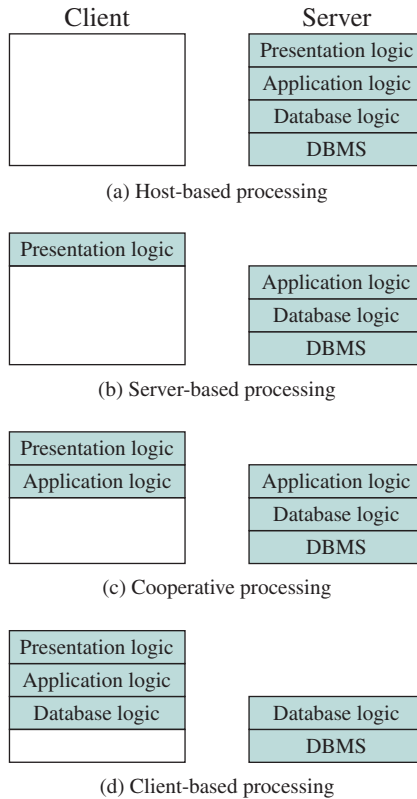 Client Server
Presentation logic
Application logic
Database logic
DBMS
(a) Host-based processing
Presentation logic
Application logic
Database logic
DBMS
(b) Server-based processing
Presentation logic
Application logic
Application logic
Database logic
DBMS
(c) Cooperative processing
Presentation logic
Application logic
Database logic
Database logic
DBMS
(d) Client-based processing